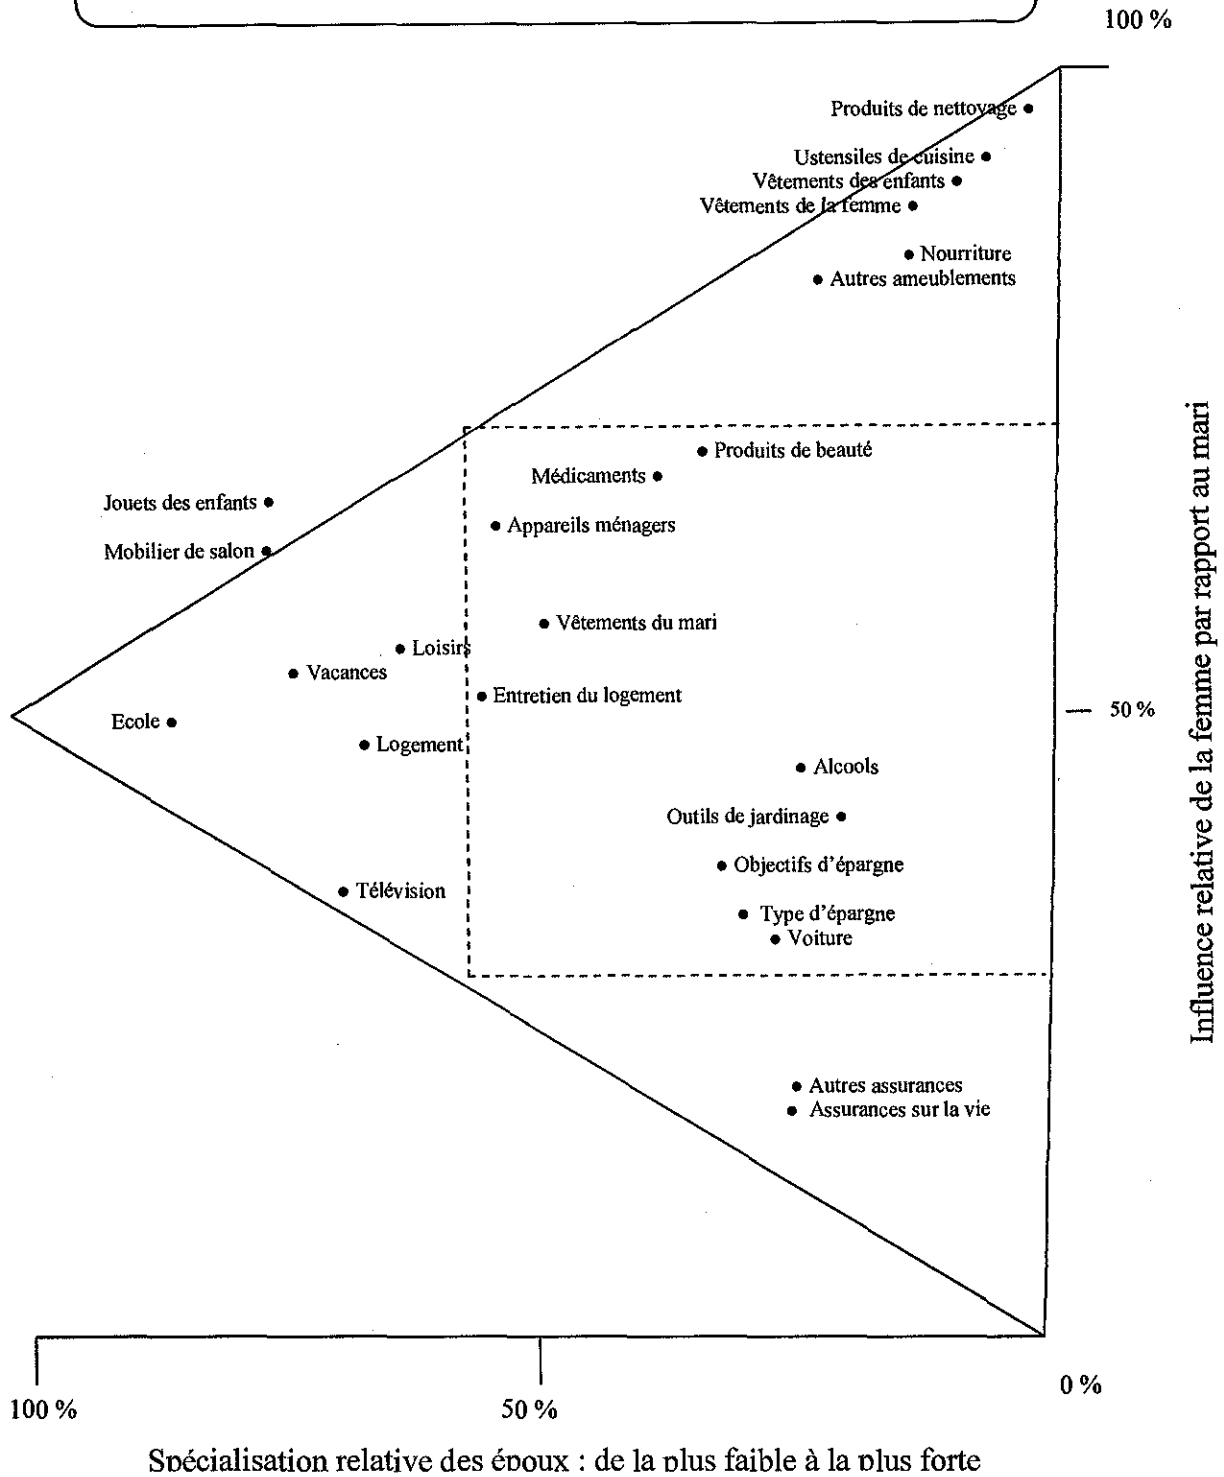 100 %
Produits de nettoyage
Ustensiles de cuisine
Vêtements des enfants
Vêtements de la femme
Nourriture
Autres ameublements
Produits de beauté
Médicaments
Jouets des enfants
Appareils ménagers
Mobilier de salon
Vêtements du mari
Loisirs
Vacances
Entretien du logement
Ecole
50 %
Logement
Alcools
Outils de jardinage
Objectifs d'épargne
Télévision
Type d'épargne
Voiture
Autres assurances
Assurances sur la vie
Influence relative de la femme par rapport au mari
0 %
100 %
50 %
Spécialisation relative des époux : de la plus faible à la plus forte